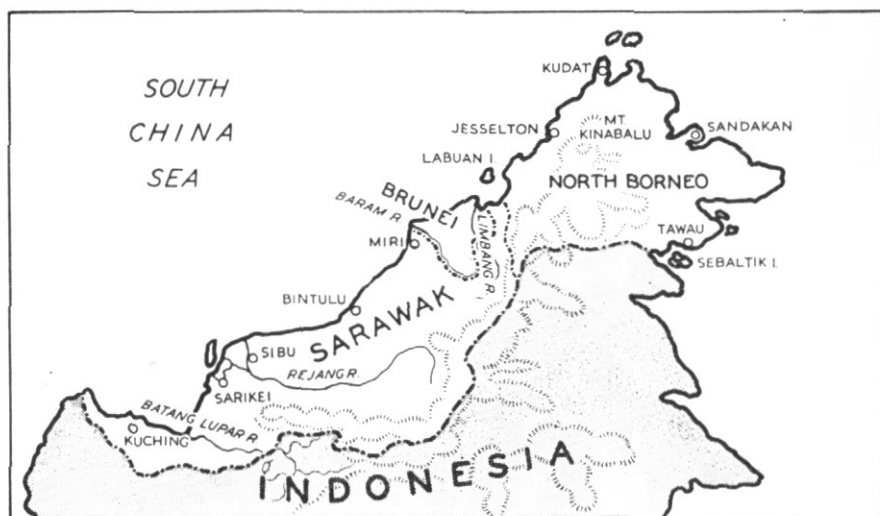 SOUTH
CHINA
SEA
KUDAT
JESSELTON
MT.
KINABALU
SANDAKAN
LABUAN I.
NORTH BORNEO
BRUNEI
BARAM R.
LIMBANG R.
TAWAU
MIRI
SEBALTIK I.
BINTULU
SARAWAK
SIBU
REJANG R.
SARIKEI
BATANG LUPAR R.
KUCHING
INDONESIA